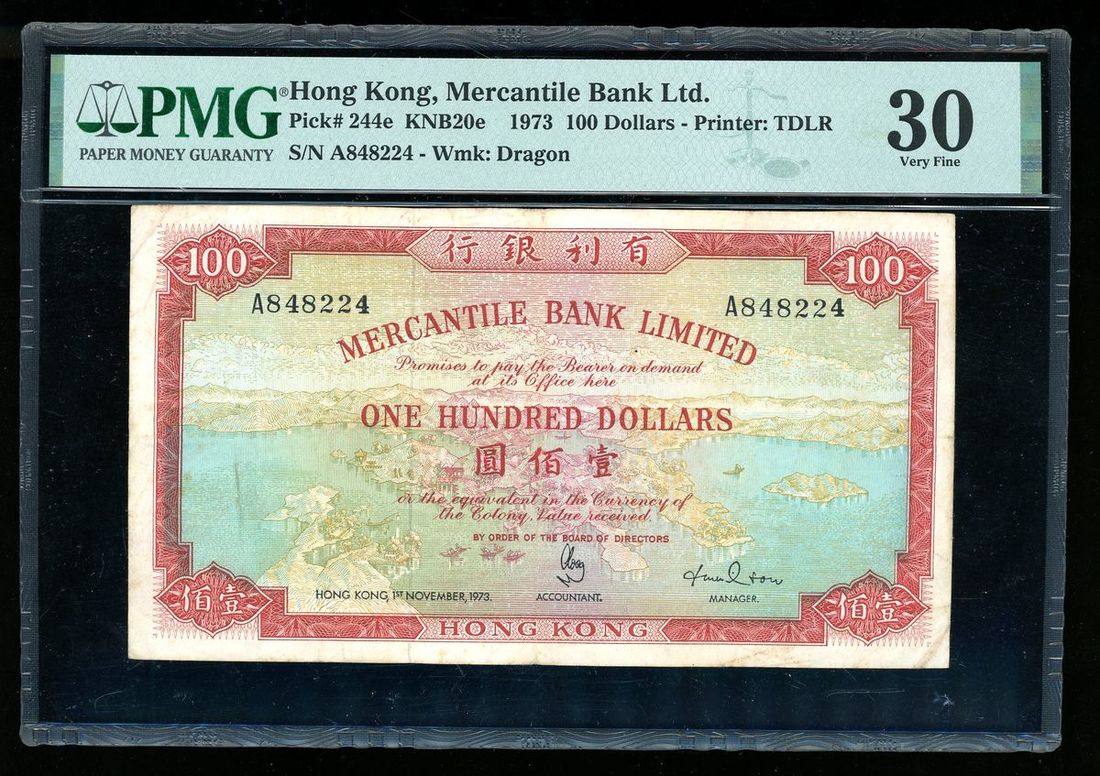 PMG® Hong Kong, Mercantile Bank Ltd.
Pick# 244e KNB20e 1973 100 Dollars - Printer: TDLR
PAPER MONEY GUARANTY S/N A848224 - Wmk: Dragon
30
Very Fine
行銀利有
100 100
A848224 A848224
MERCANTILE BANK LIMITED
Promises to pay the Bearer on demand
at its Office here
ONE HUNDRED DOLLARS
圓佰壹
or the equivalent in the Currency of
the Colony. Value received.
BY ORDER OF THE BOARD OF DIRECTORS
HONG KONG, 1ST NOVEMBER, 1973. ACCOUNTANT. MANAGER.
佰壹 佰壹
HONG KONG